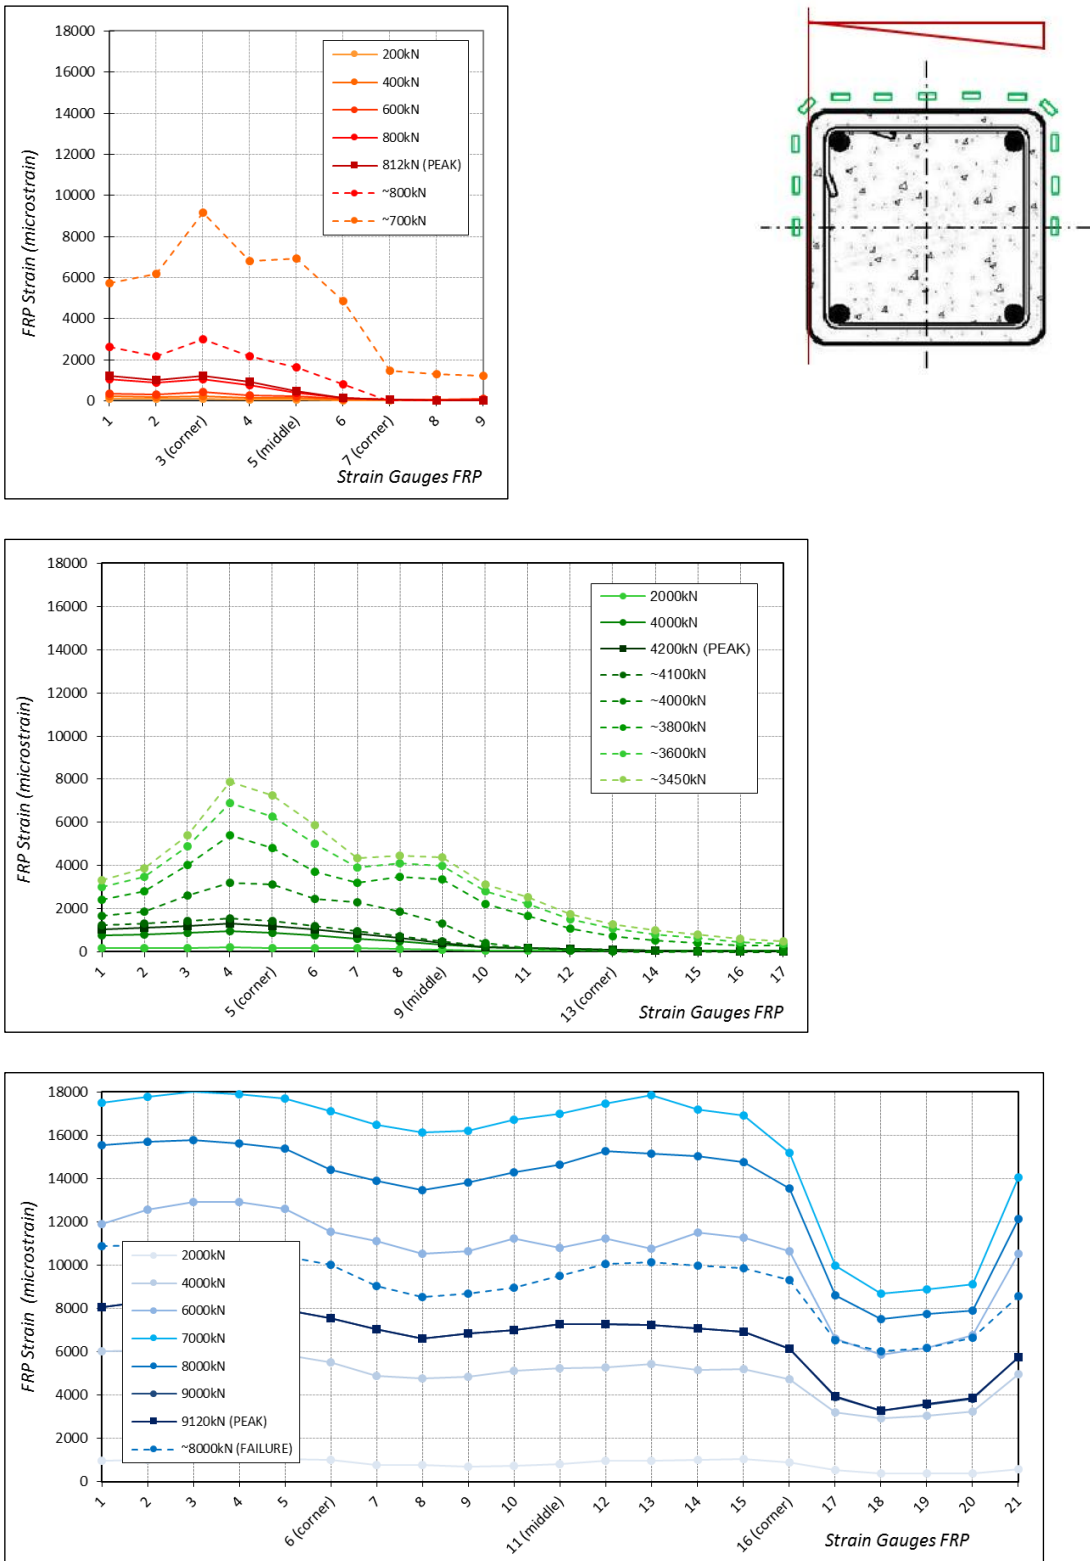 18000
16000
14000
12000
10000
8000
6000
4000
2000
0
FRP Strain (microstrain)
200kN
400kN
600kN
800kN
812kN (PEAK)
~800kN
~700kN
1
2
3 (corner)
4
5 (middle)
6
7 (corner)
8
9
Strain Gauges FRP
18000
16000
14000
12000
10000
8000
6000
4000
2000
0
FRP Strain (microstrain)
2000kN
4000kN
4200kN (PEAK)
~4100kN
~4000kN
~3800kN
~3600kN
~3450kN
1
2
3
4
5 (corner)
6
7
8
9 (middle)
10
11
12
13 (corner)
14
15
16
17
Strain Gauges FRP
18000
16000
14000
12000
10000
8000
6000
4000
2000
0
FRP Strain (microstrain)
2000kN
4000kN
6000kN
7000kN
8000kN
9000kN
9120kN (PEAK)
~8000kN (FAILURE)
1
2
3
4
5
6 (corner)
7
8
9
10
11 (middle)
12
13
14
15
16 (corner)
17
18
19
20
21
Strain Gauges FRP